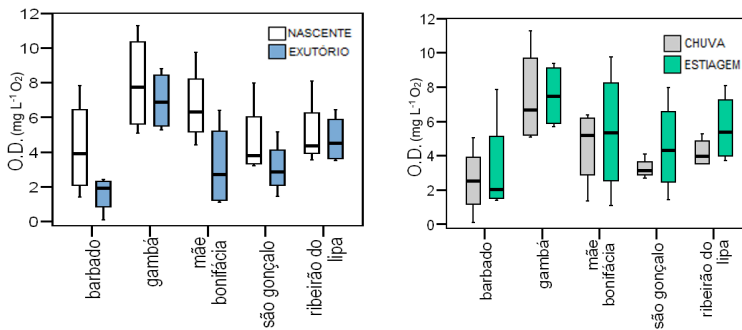 12
10
8
6
4
2
0
O.D. (mg L⁻¹ O₂)
NASCENTE
EXUTÓRIO
barbado
gambá
mãe
bonifácia
são gonçalo
ribeirão do
lipa
12
10
8
6
4
2
0
O.D. (mg L⁻¹ O₂)
CHUVA
ESTIAGEM
barbado
gambá
mãe
bonifácia
são gonçalo
ribeirão do
lipa